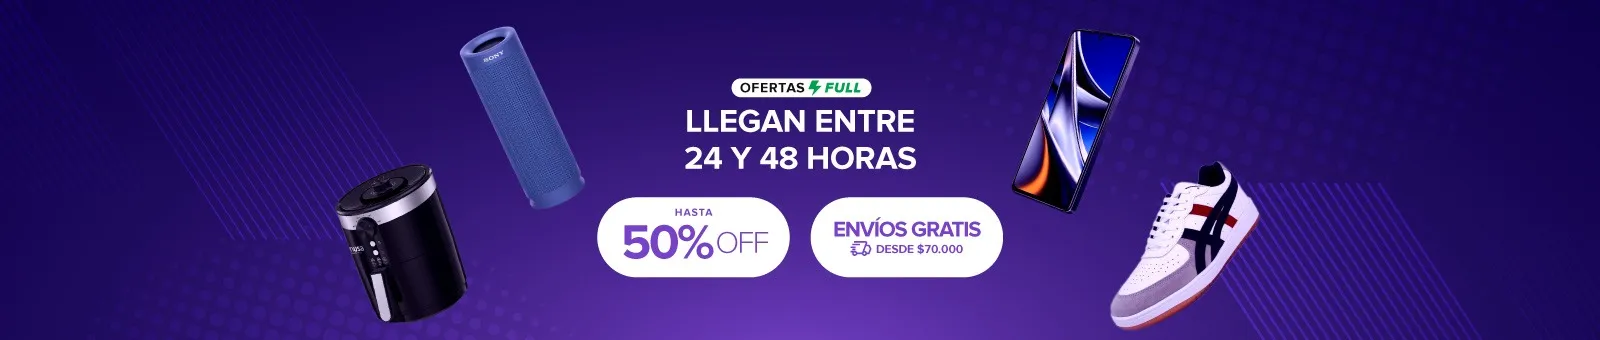 SONY
OFERTAS FULL
LLEGAN ENTRE
24 Y 48 HORAS
HASTA
50% OFF
ENVÍOS GRATIS
DESDE $70.000